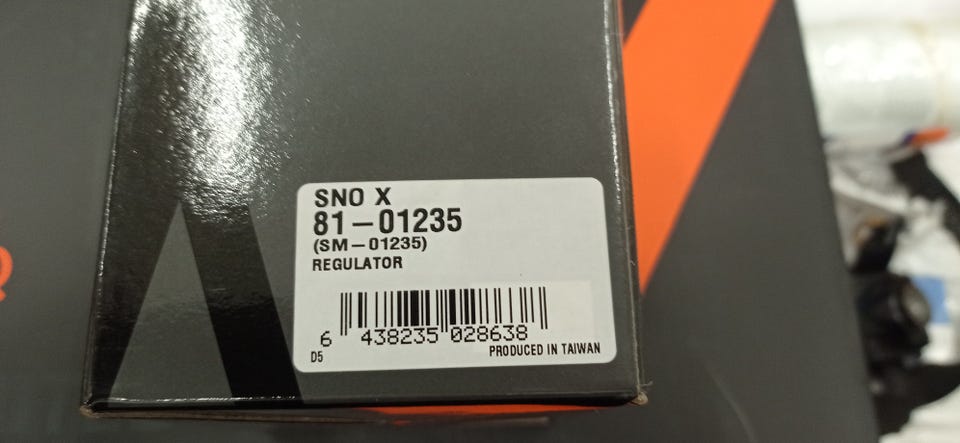 SNO X
81-01235
(SM-01235)
REGULATOR
6 438235 028638
D5 PRODUCED IN TAIWAN